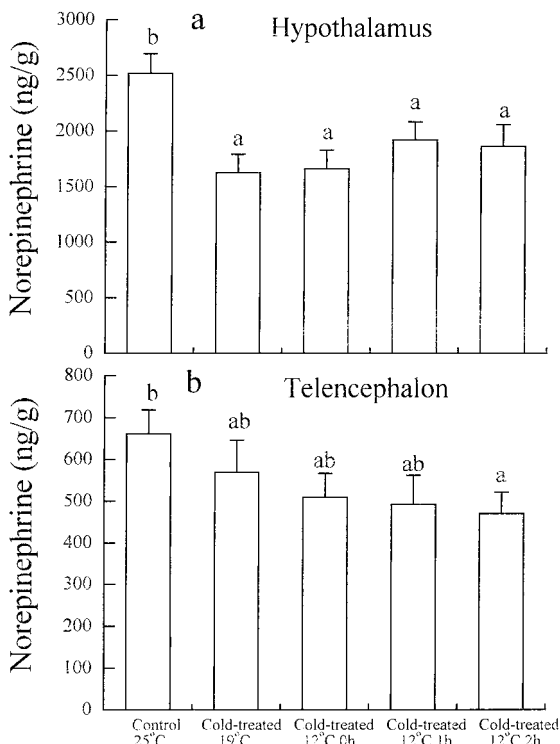 a Hypothalamus
Norepinephrine (ng/g)
3000
2500
2000
1500
1000
500
0
b
a
a
a
a
b Telencephalon
Norepinephrine (ng/g)
800
700
600
500
400
300
200
100
0
b
ab
ab
ab
a
Control Cold-treated Cold-treated Cold-treated Cold-treated
25°C 19°C 12°C 0h 12°C 1h 12°C 2h